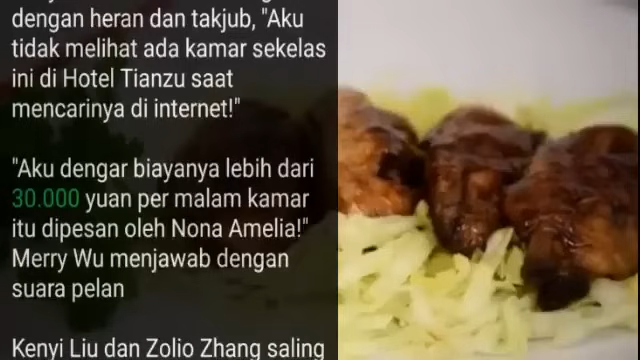 dengan heran dan takjub, "Aku
tidak melihat ada kamar sekelas
ini di Hotel Tianzu saat
mencarinya di internet!"
"Aku dengar biayanya lebih dari
30.000 yuan per malam kamar
itu dipesan oleh Nona Amelia!"
Merry Wu menjawab dengan
suara pelan
Kenyi Liu dan Zolio Zhang saling